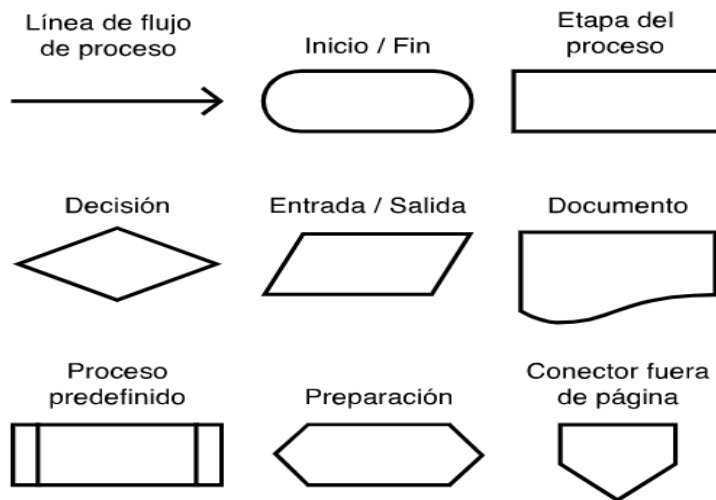 Línea de flujo
de proceso
Inicio / Fin
Etapa del
proceso
Decisión
Entrada / Salida
Documento
Proceso
predefinido
Preparación
Conector fuera
de página